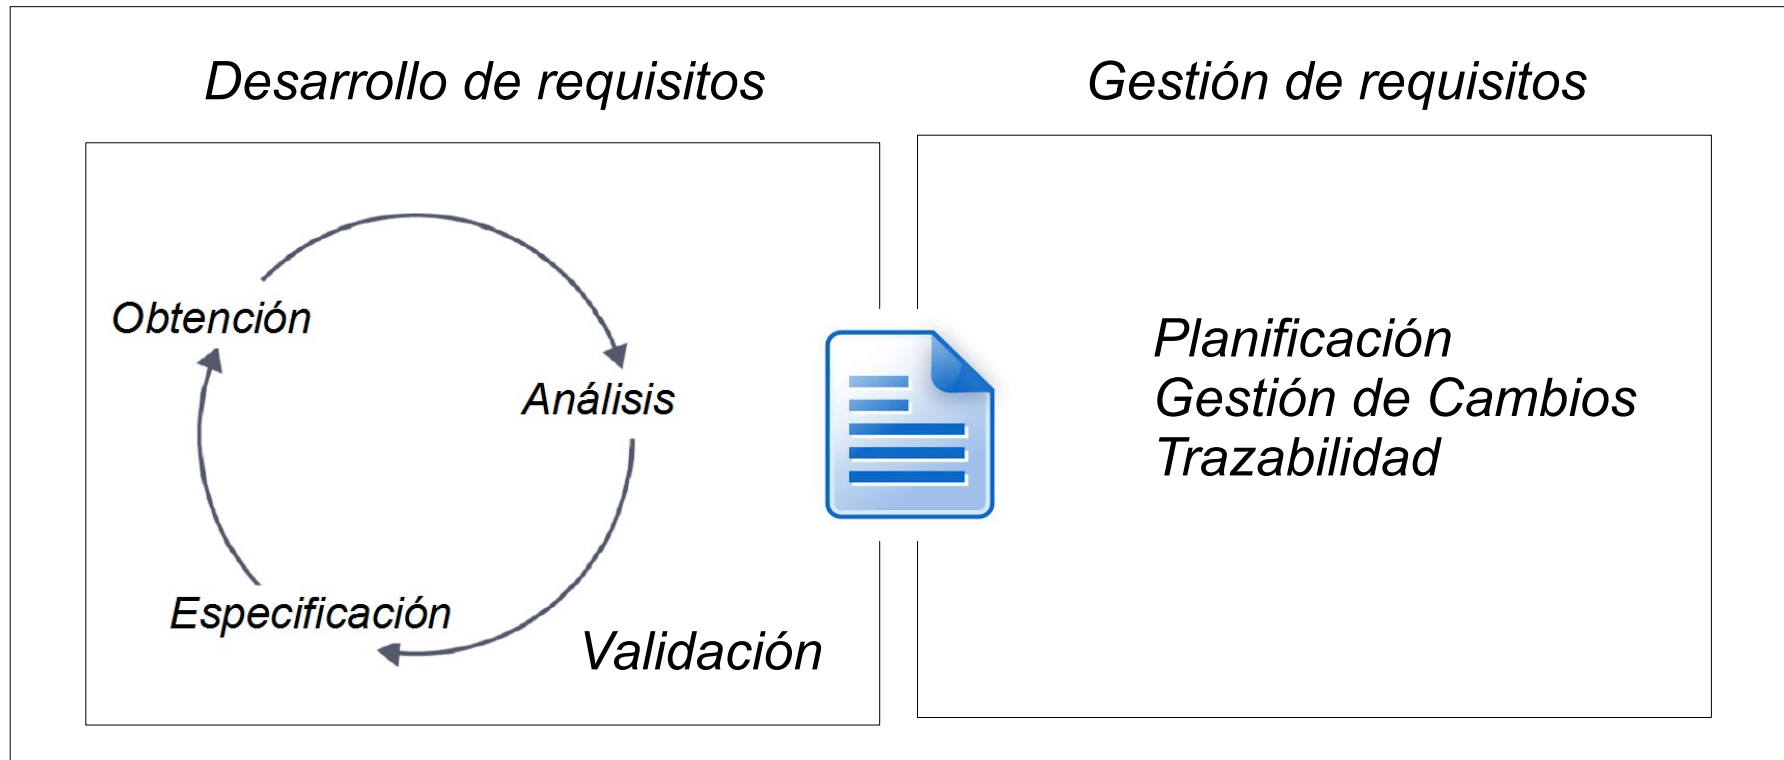 Desarrollo de requisitos
Gestión de requisitos
Obtención
Análisis
Especificación
Validación
Planificación
Gestión de Cambios
Trazabilidad